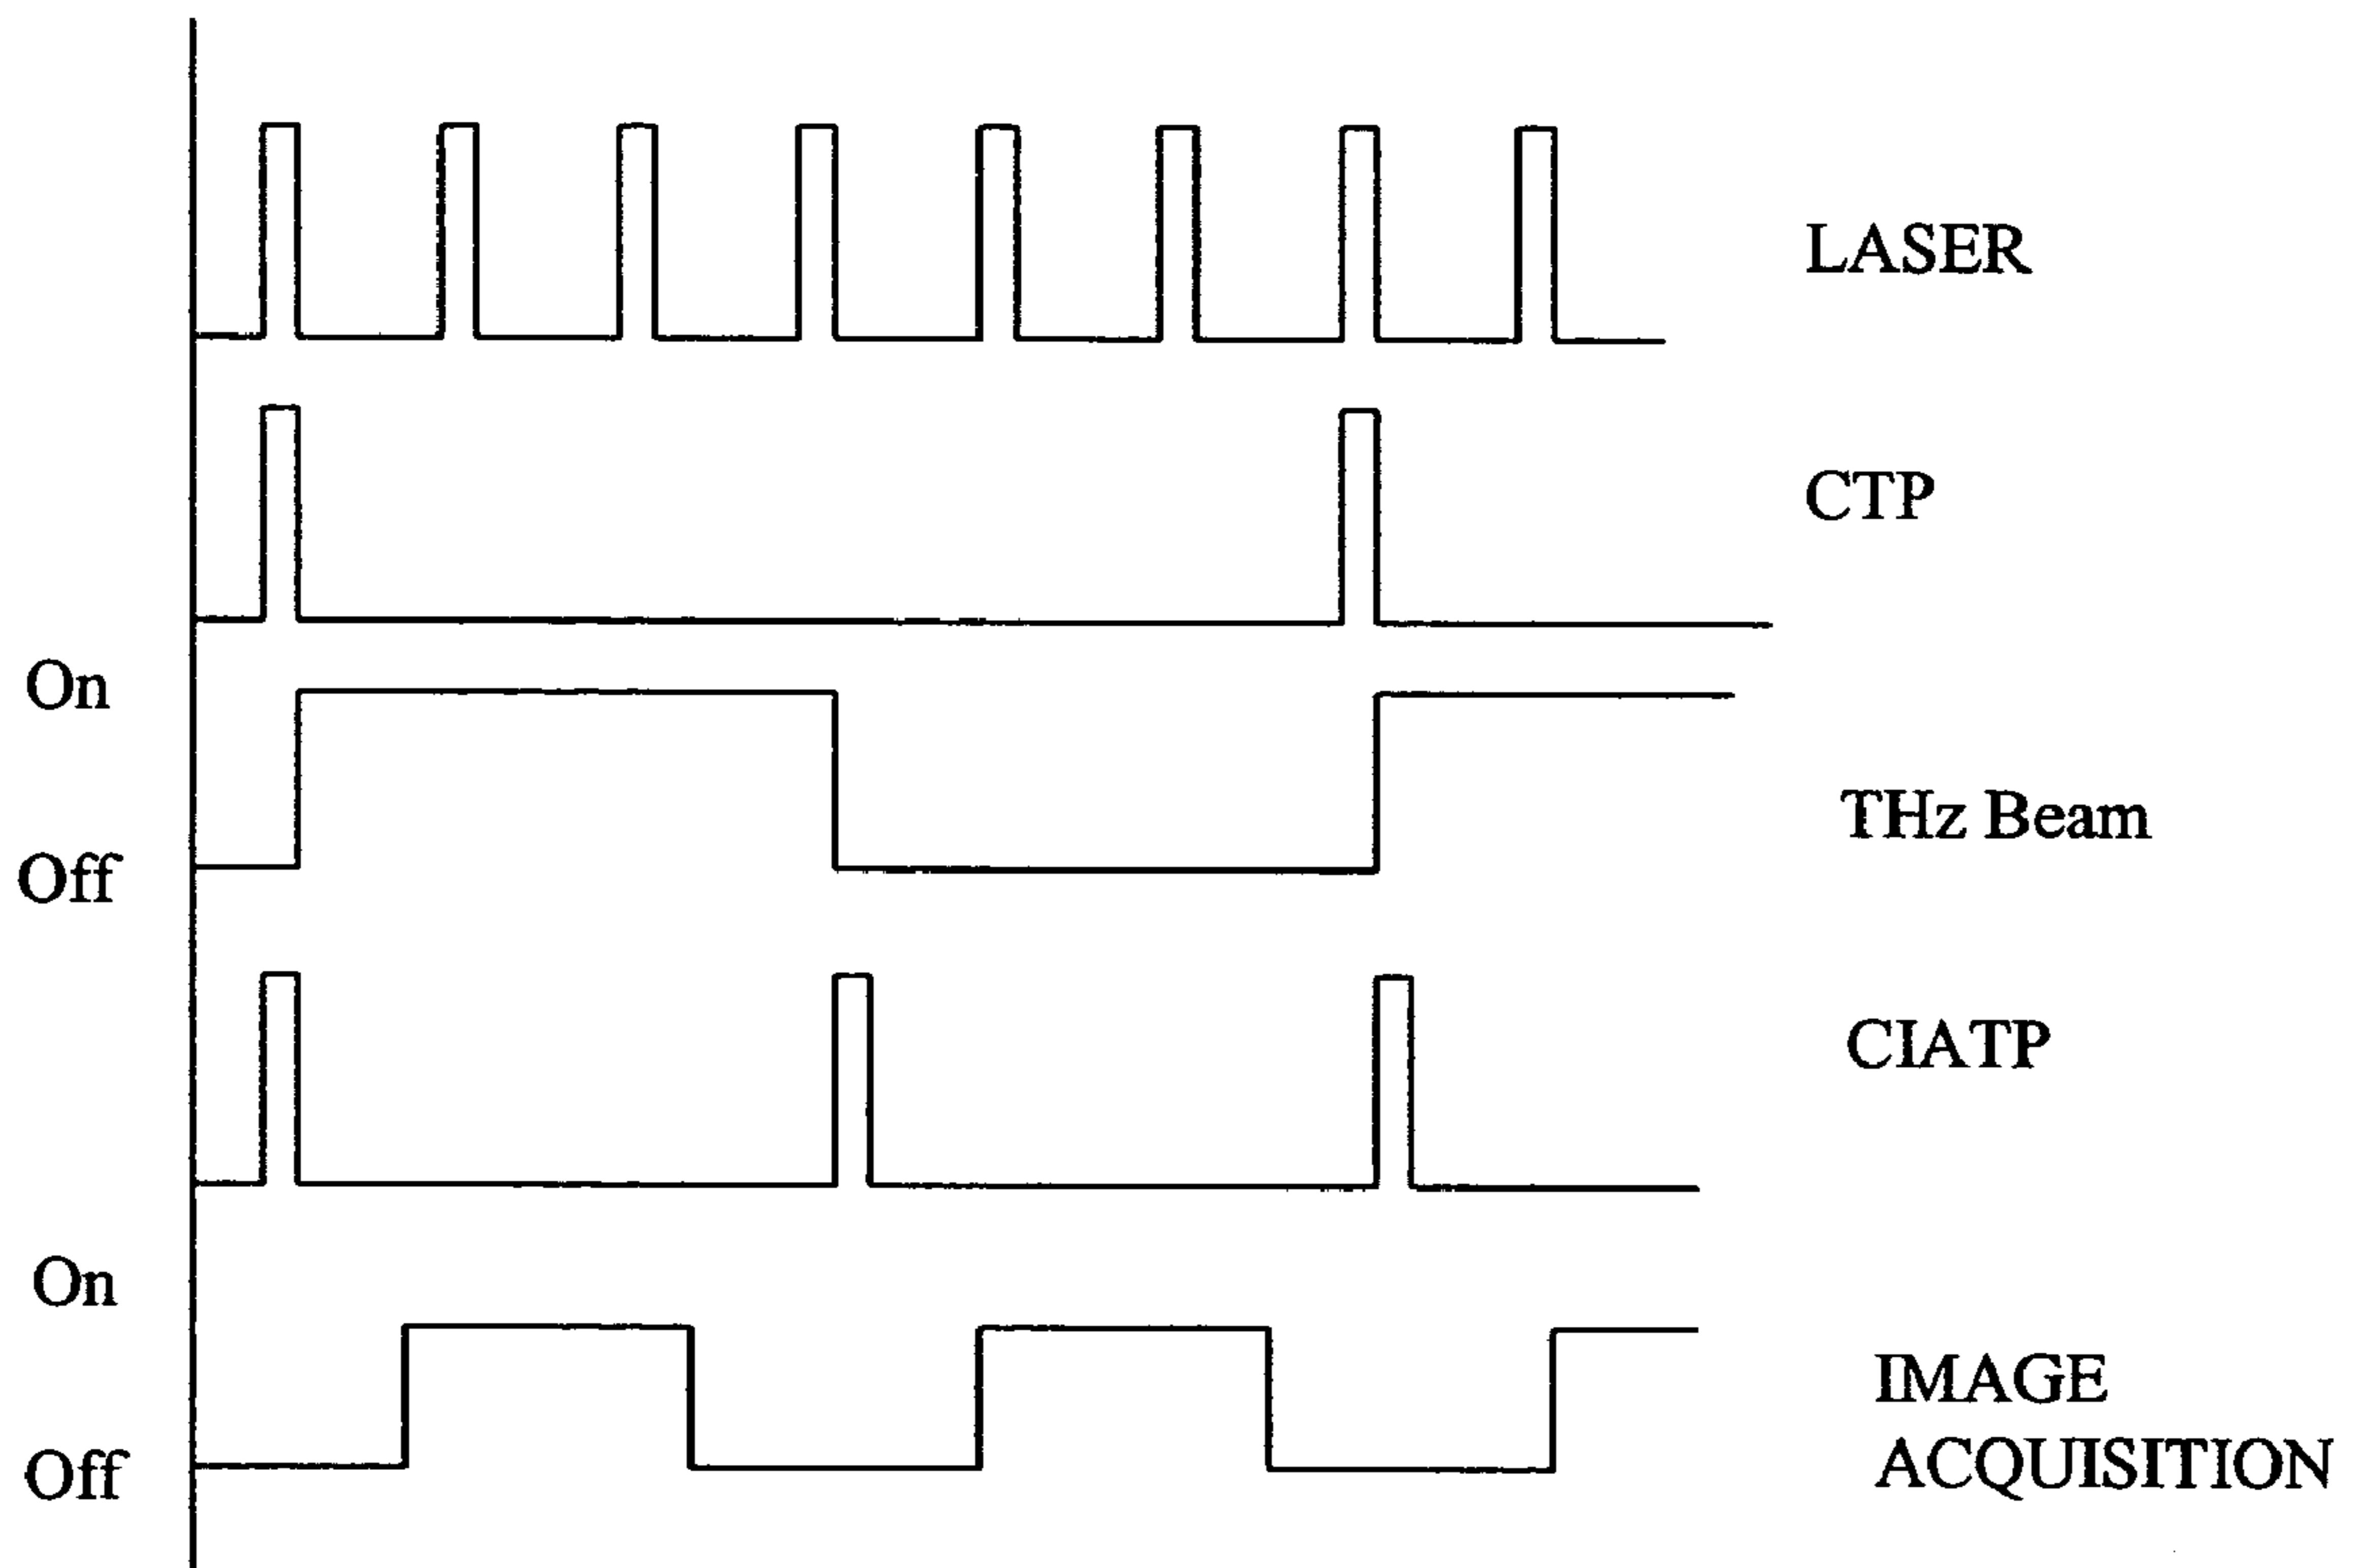 LASER
CTP
On
THz Beam
Off
CIATP
On
IMAGE
ACQUISITION
Off